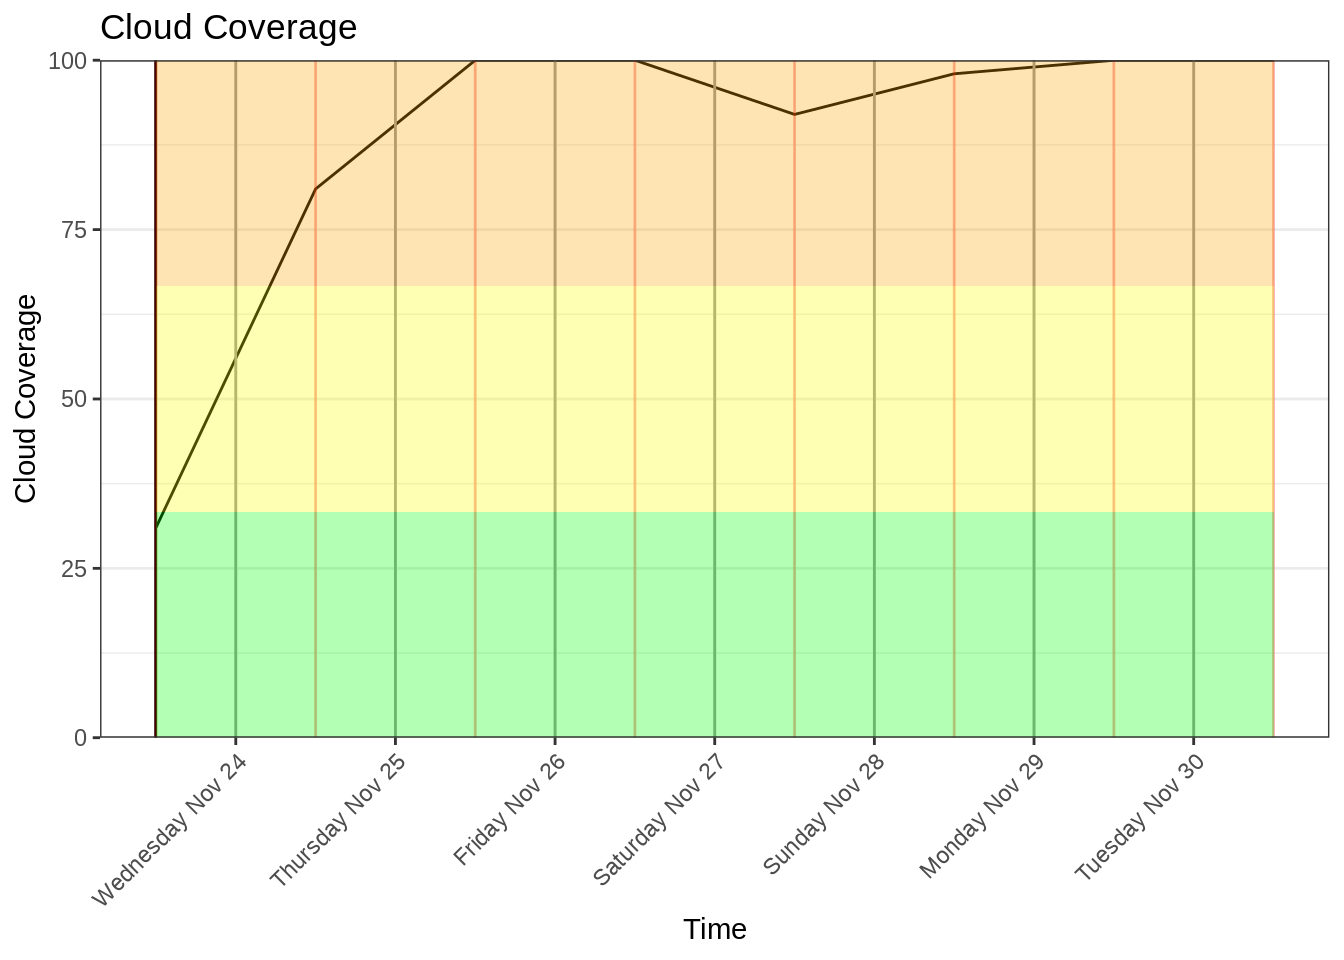 Cloud Coverage
100
75
50
25
0
Cloud Coverage
Wednesday Nov 24
Thursday Nov 25
Friday Nov 26
Saturday Nov 27
Sunday Nov 28
Monday Nov 29
Tuesday Nov 30
Time